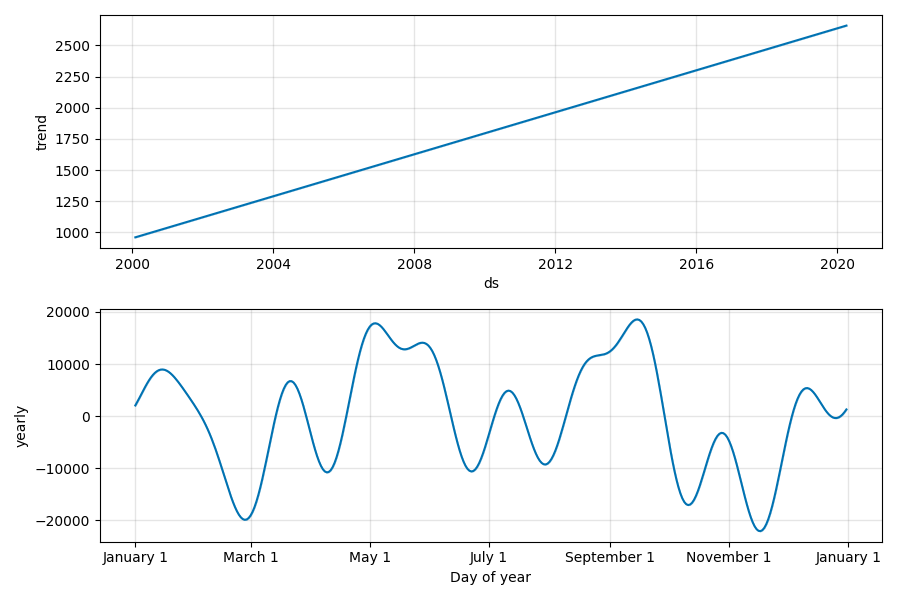 2500
2250
2000
1750
1500
1250
1000
trend
2000 2004 2008 2012 2016 2020
ds
20000
10000
0
−10000
−20000
yearly
January 1 March 1 May 1 July 1 September 1 November 1 January 1
Day of year